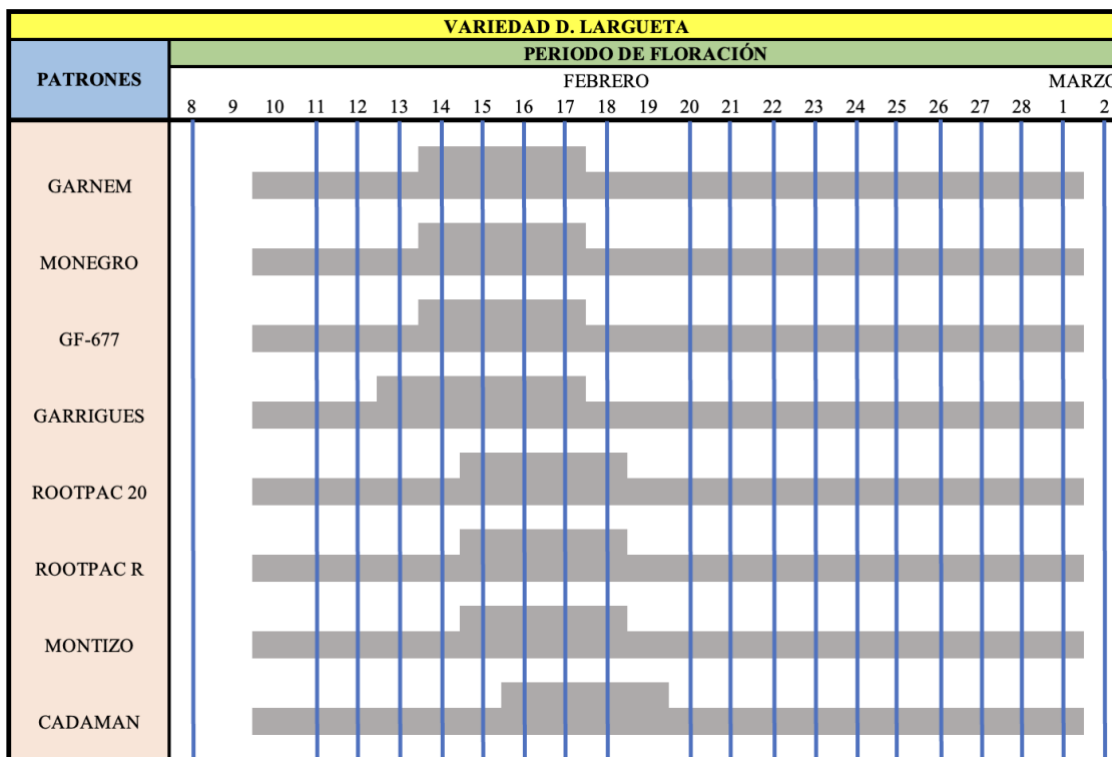 VARIEDAD D. LARGUETA
PERIODO DE FLORACIÓN
PATRONES
FEBRERO MARZO
8 9 10 11 12 13 14 15 16 17 18 19 20 21 22 23 24 25 26 27 28 1 2
GARNEM
MONEGRO
GF-677
GARRIGUES
ROOTPAC 20
ROOTPAC R
MONTIZO
CADAMAN